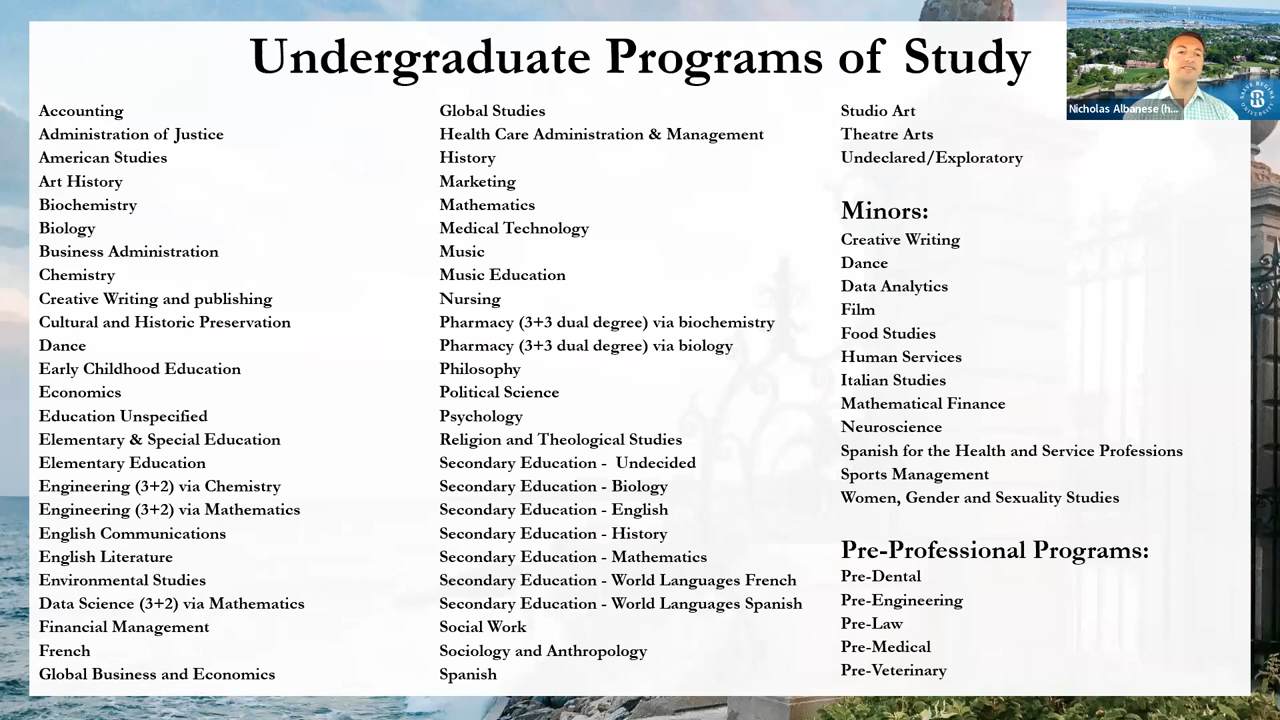 Undergraduate Programs of Study
Accounting
Administration of Justice
American Studies
Art History
Biochemistry
Biology
Business Administration
Chemistry
Creative Writing and publishing
Cultural and Historic Preservation
Dance
Early Childhood Education
Economics
Education Unspecified
Elementary & Special Education
Elementary Education
Engineering (3+2) via Chemistry
Engineering (3+2) via Mathematics
English Communications
English Literature
Environmental Studies
Data Science (3+2) via Mathematics
Financial Management
French
Global Business and Economics
Global Studies
Health Care Administration & Management
History
Marketing
Mathematics
Medical Technology
Music
Music Education
Nursing
Pharmacy (3+3 dual degree) via biochemistry
Pharmacy (3+3 dual degree) via biology
Philosophy
Political Science
Psychology
Religion and Theological Studies
Secondary Education -  Undecided
Secondary Education - Biology
Secondary Education - English
Secondary Education - History
Secondary Education - Mathematics
Secondary Education - World Languages French
Secondary Education - World Languages Spanish
Social Work
Sociology and Anthropology
Spanish
Studio Art
Theatre Arts
Undeclared/Exploratory
Minors:
Creative Writing
Dance
Data Analytics
Film
Food Studies
Human Services
Italian Studies
Mathematical Finance
Neuroscience
Spanish for the Health and Service Professions
Sports Management
Women, Gender and Sexuality Studies
Pre-Professional Programs:
Pre-Dental
Pre-Engineering
Pre-Law
Pre-Medical
Pre-Veterinary
Nicholas Albanese (h...
SALVE REGINA UNIVERSITY